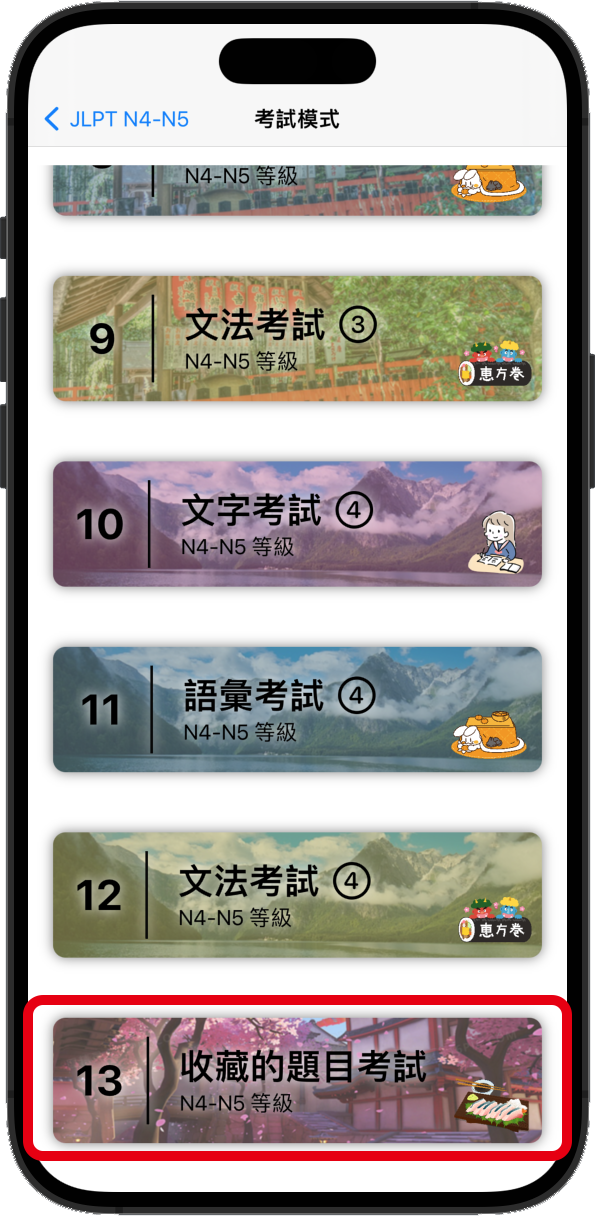 JLPT N4-N5
考試模式
N4-N5 等級
9
文法考試 ③
N4-N5 等級
恵方巻
10
文字考試 ④
N4-N5 等級
11
語彙考試 ④
N4-N5 等級
12
文法考試 ④
N4-N5 等級
恵方巻
13
收藏的題目考試
N4-N5 等級